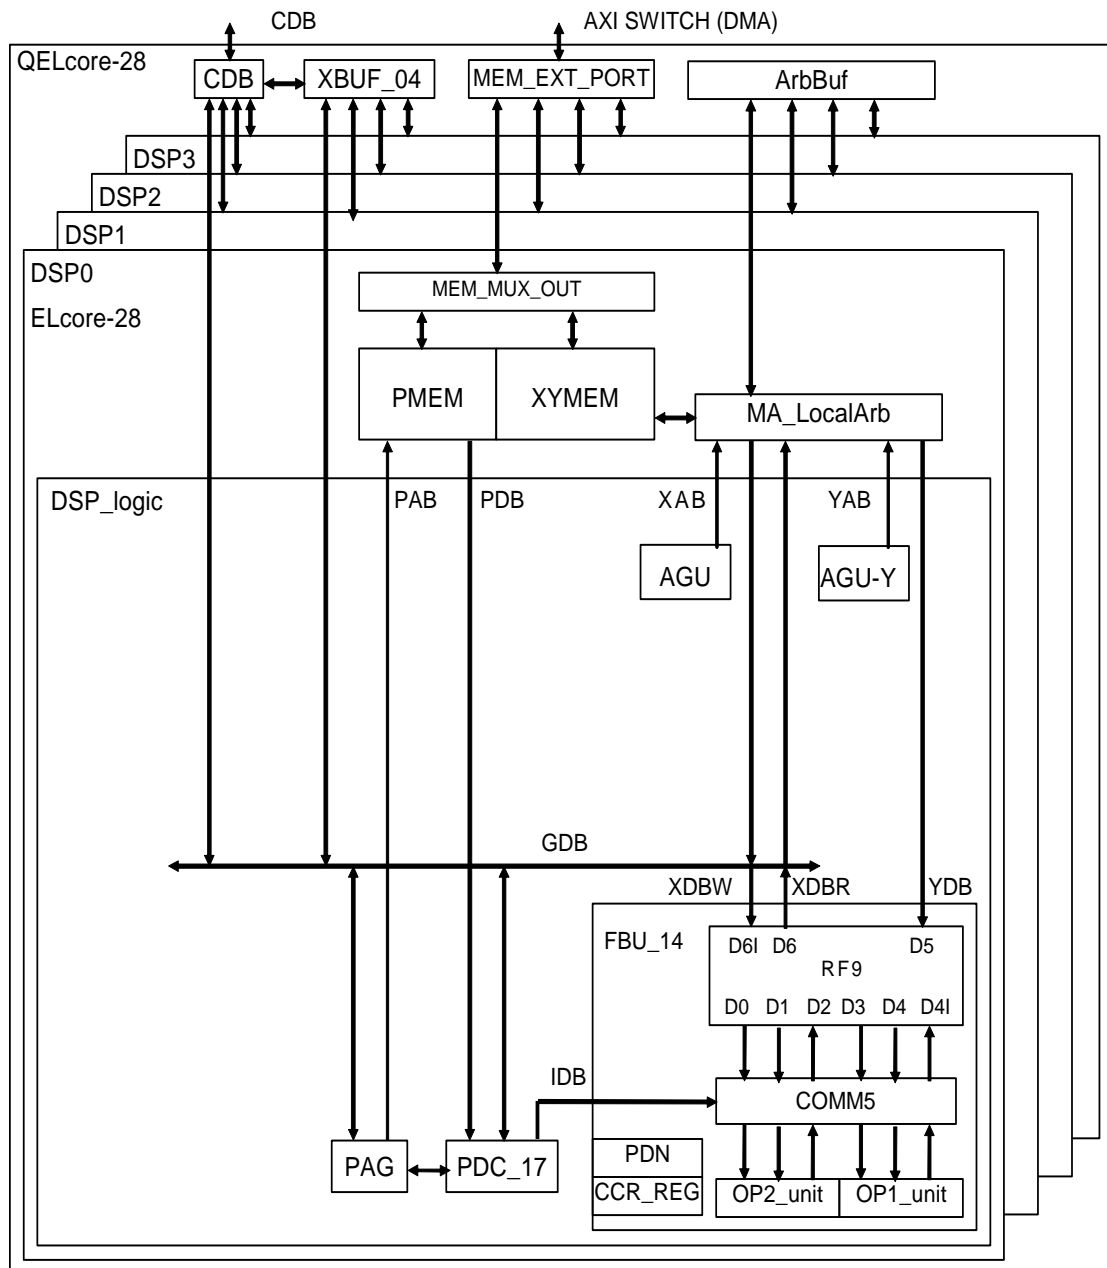 CDB AXI SWITCH (DMA)
QELcore-28
CDB XBUF_04 MEM_EXT_PORT ArbBuf
DSP3
DSP2
DSP1
DSP0
MEM_MUX_OUT
ELcore-28
PMEM XYMEM
MA_LocalArb
DSP_logic PAB PDB XAB YAB
AGU AGU-Y
GDB
XDBW XDBR YDB
FBU_14 D6I D6 D5
RF9
D0 D1 D2 D3 D4 D4I
IDB
COMM5
PDN
PAG PDC_17
CCR_REG OP2_unit OP1_unit